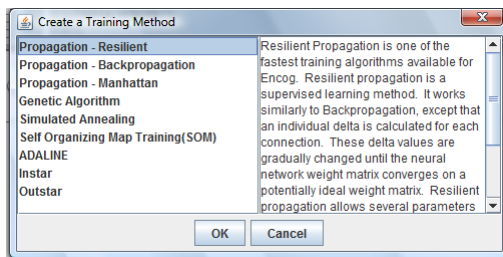 Create a Training Method
Propagation - Resilient
Propagation - Backpropagation
Propagation - Manhattan
Genetic Algorithm
Simulated Annealing
Self Organizing Map Training(SOM)
ADALINE
Instar
Outstar
Resilient Propagation is one of the
fastest training algorithms available for
Encog.  Resilient propagation is a
supervised learning method.  It works
similarly to Backpropagation, except that
an individual delta is calculated for each
connection.  These delta values are
gradually changed until the neural
network weight matrix converges on a
potentially ideal weight matrix.  Resilient
propagation allows several parameters
OK
Cancel